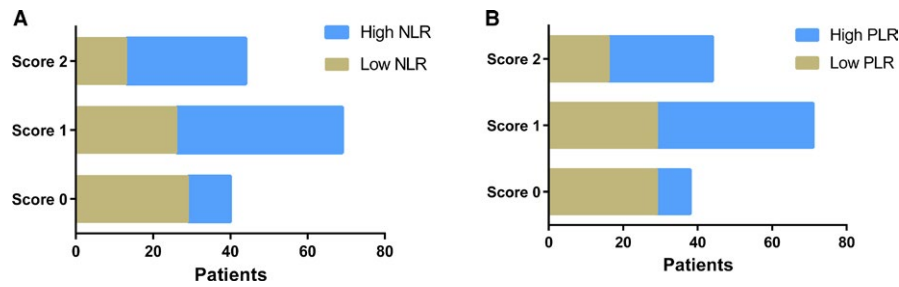 A
High NLR
Low NLR
Score 2
Score 1
Score 0
0 20 40 60 80
Patients
B
High PLR
Low PLR
Score 2
Score 1
Score 0
0 20 40 60 80
Patients